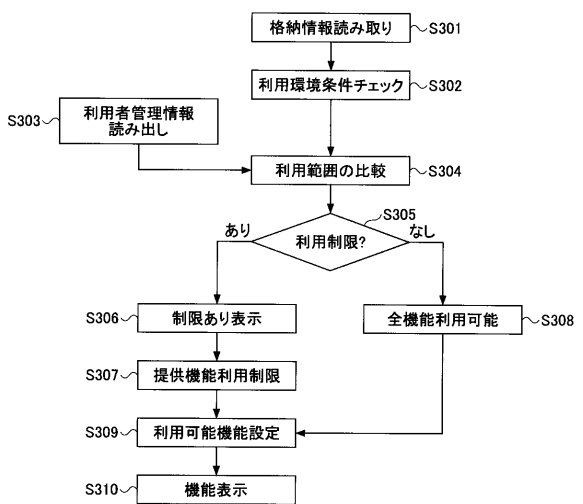 格納情報読み取り
S301
利用環境条件チェック
S302
S303
利用者管理情報
読み出し
利用範囲の比較
S304
S305
利用制限?
あり
なし
S306
制限あり表示
全機能利用可能
S308
S307
提供機能利用制限
S309
利用可能機能設定
S310
機能表示